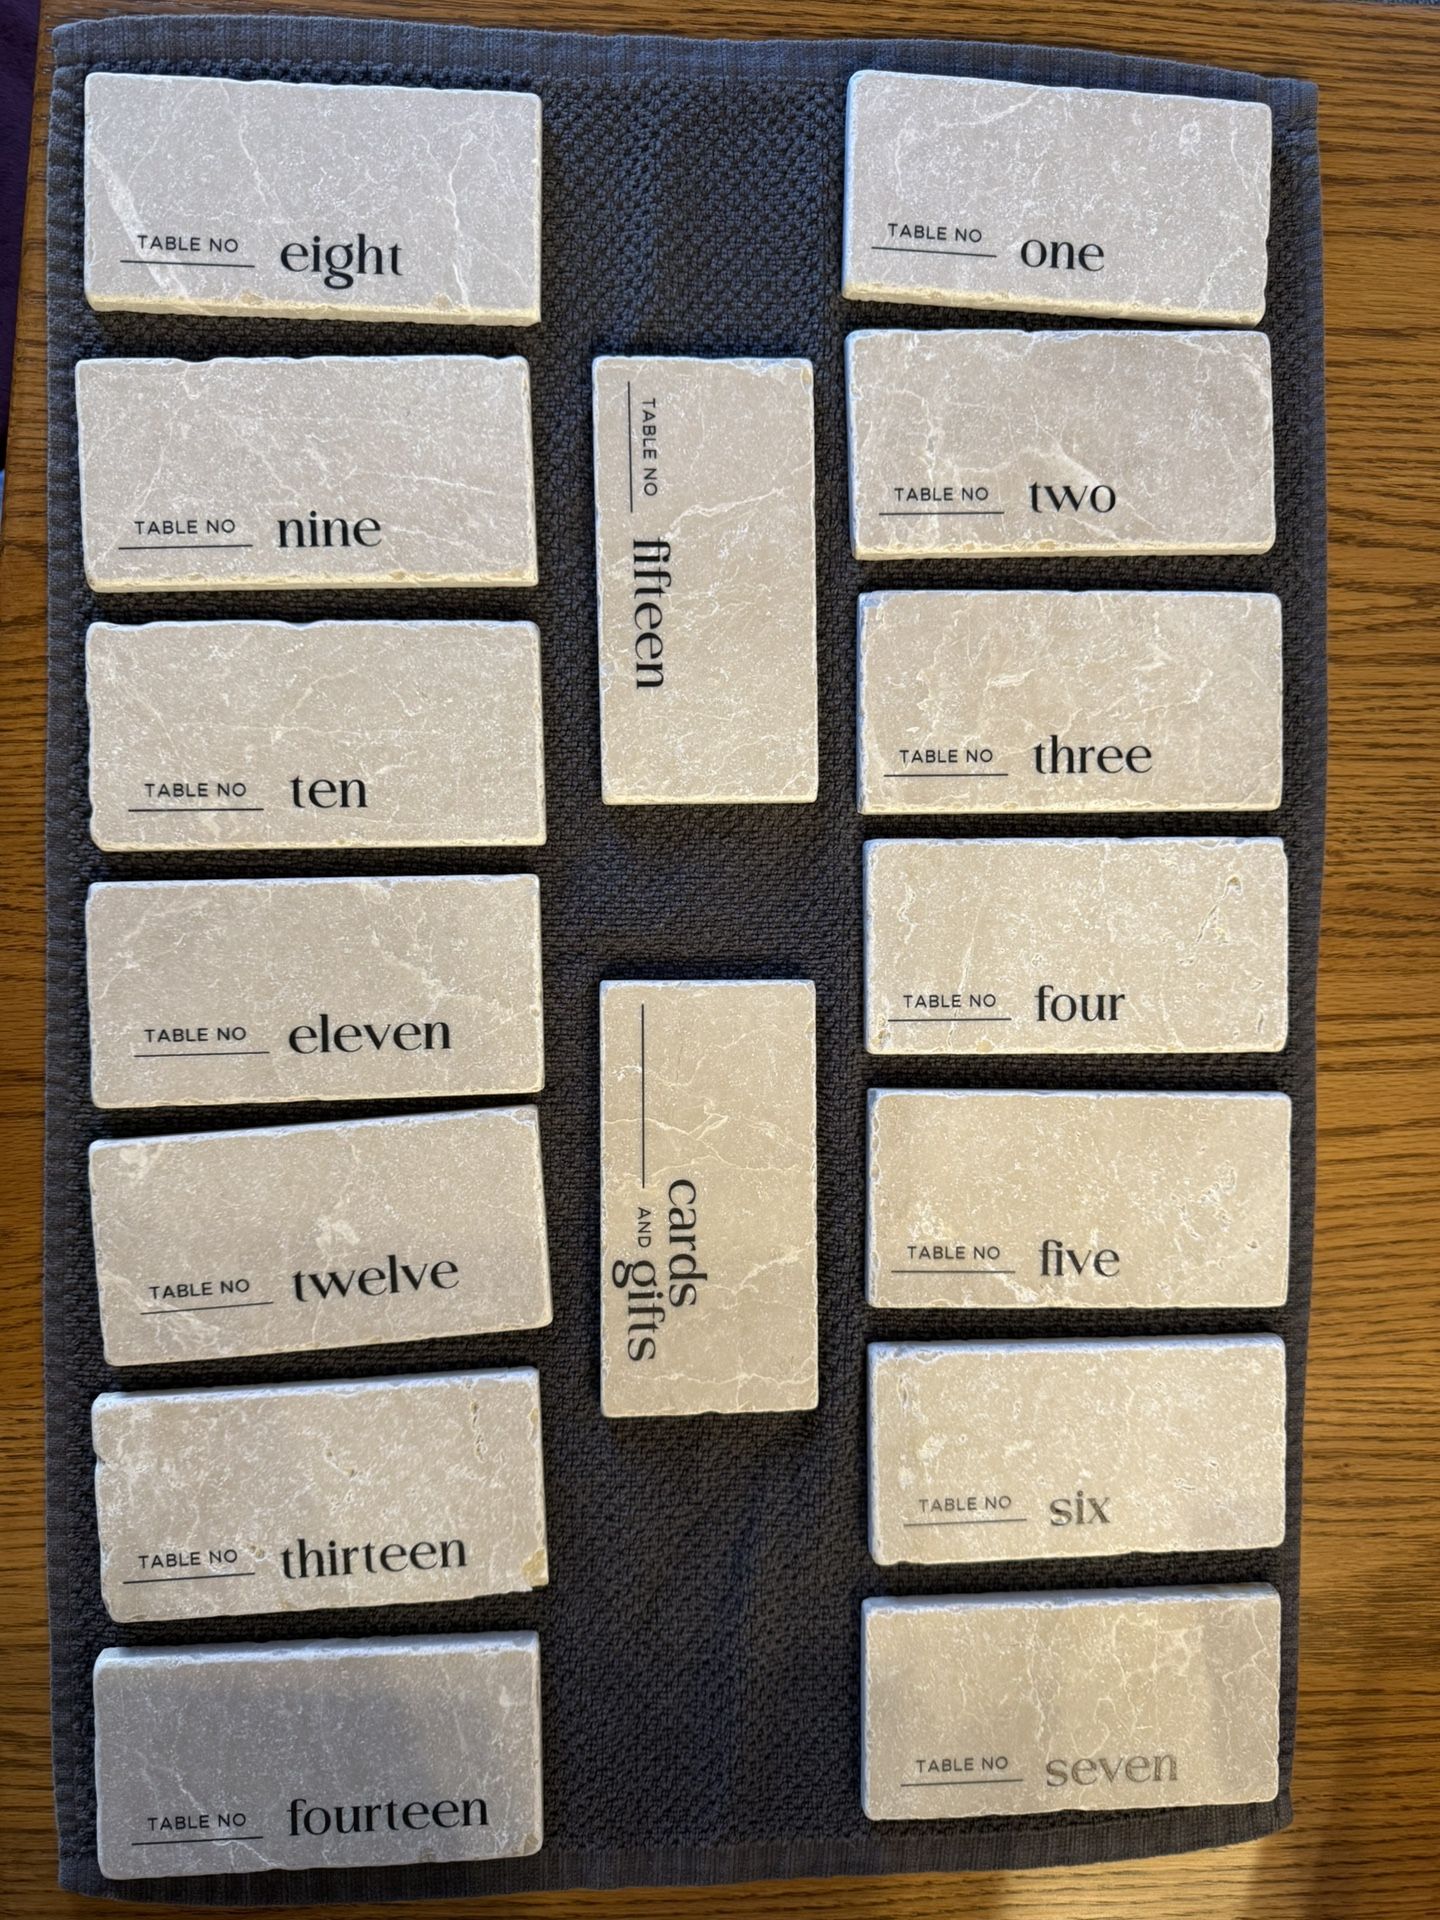 TABLE NO eight
TABLE NO nine
TABLE NO ten
TABLE NO eleven
TABLE NO twelve
TABLE NO thirteen
TABLE NO fourteen
TABLE NO fifteen
cards
AND gifts
TABLE NO one
TABLE NO two
TABLE NO three
TABLE NO four
TABLE NO five
TABLE NO six
TABLE NO seven